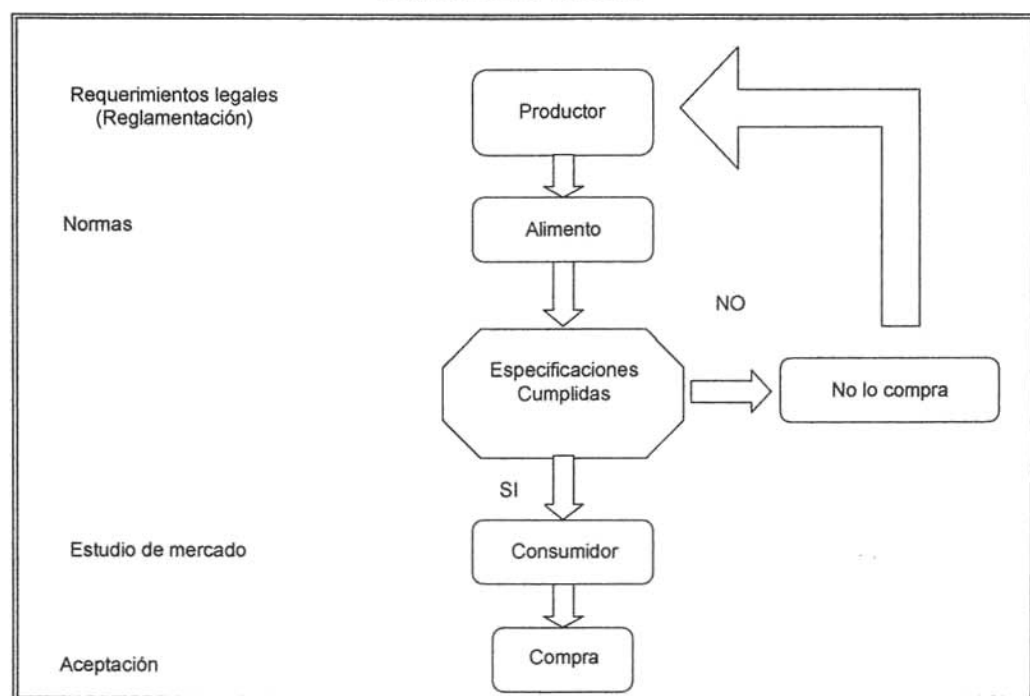 Requerimientos legales
(Reglamentación)
Productor
Normas
Alimento
NO
Especificaciones
Cumplidas
No lo compra
SI
Estudio de mercado
Consumidor
Aceptación
Compra